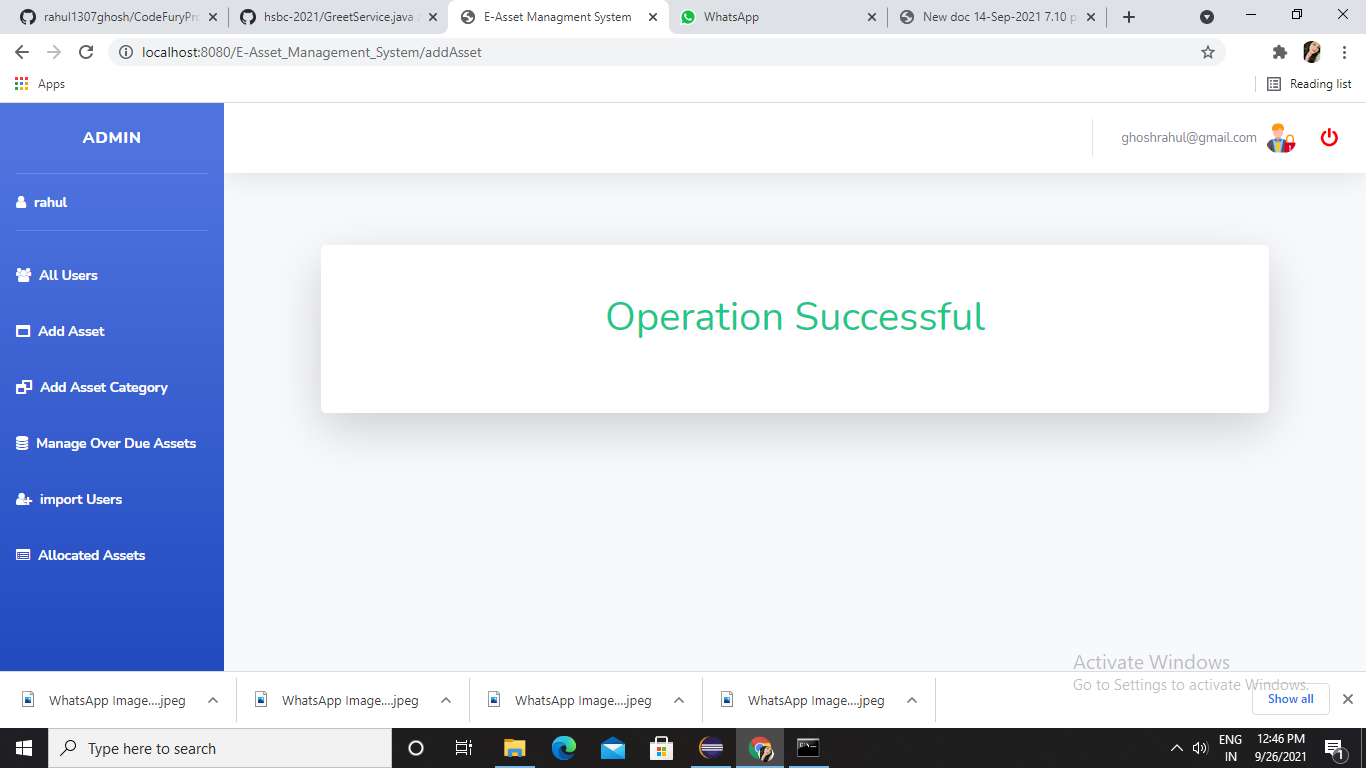 rahul1307ghosh/CodeFuryPro
hsbc-2021/GreetService.java
E-Asset Managment System
WhatsApp
New doc 14-Sep-2021 7.10 p
localhost:8080/E-Asset_Management_System/addAsset
Apps
Reading list
ADMIN
ghoshrahul@gmail.com
rahul
All Users
Add Asset
Add Asset Category
Manage Over Due Assets
import Users
Allocated Assets
Operation Successful
Activate Windows
Go to Settings to activate Windows.
WhatsApp Image....jpeg
WhatsApp Image....jpeg
WhatsApp Image....jpeg
WhatsApp Image....jpeg
Show all
Type here to search
ENG
IN
12:46 PM
9/26/2021
1